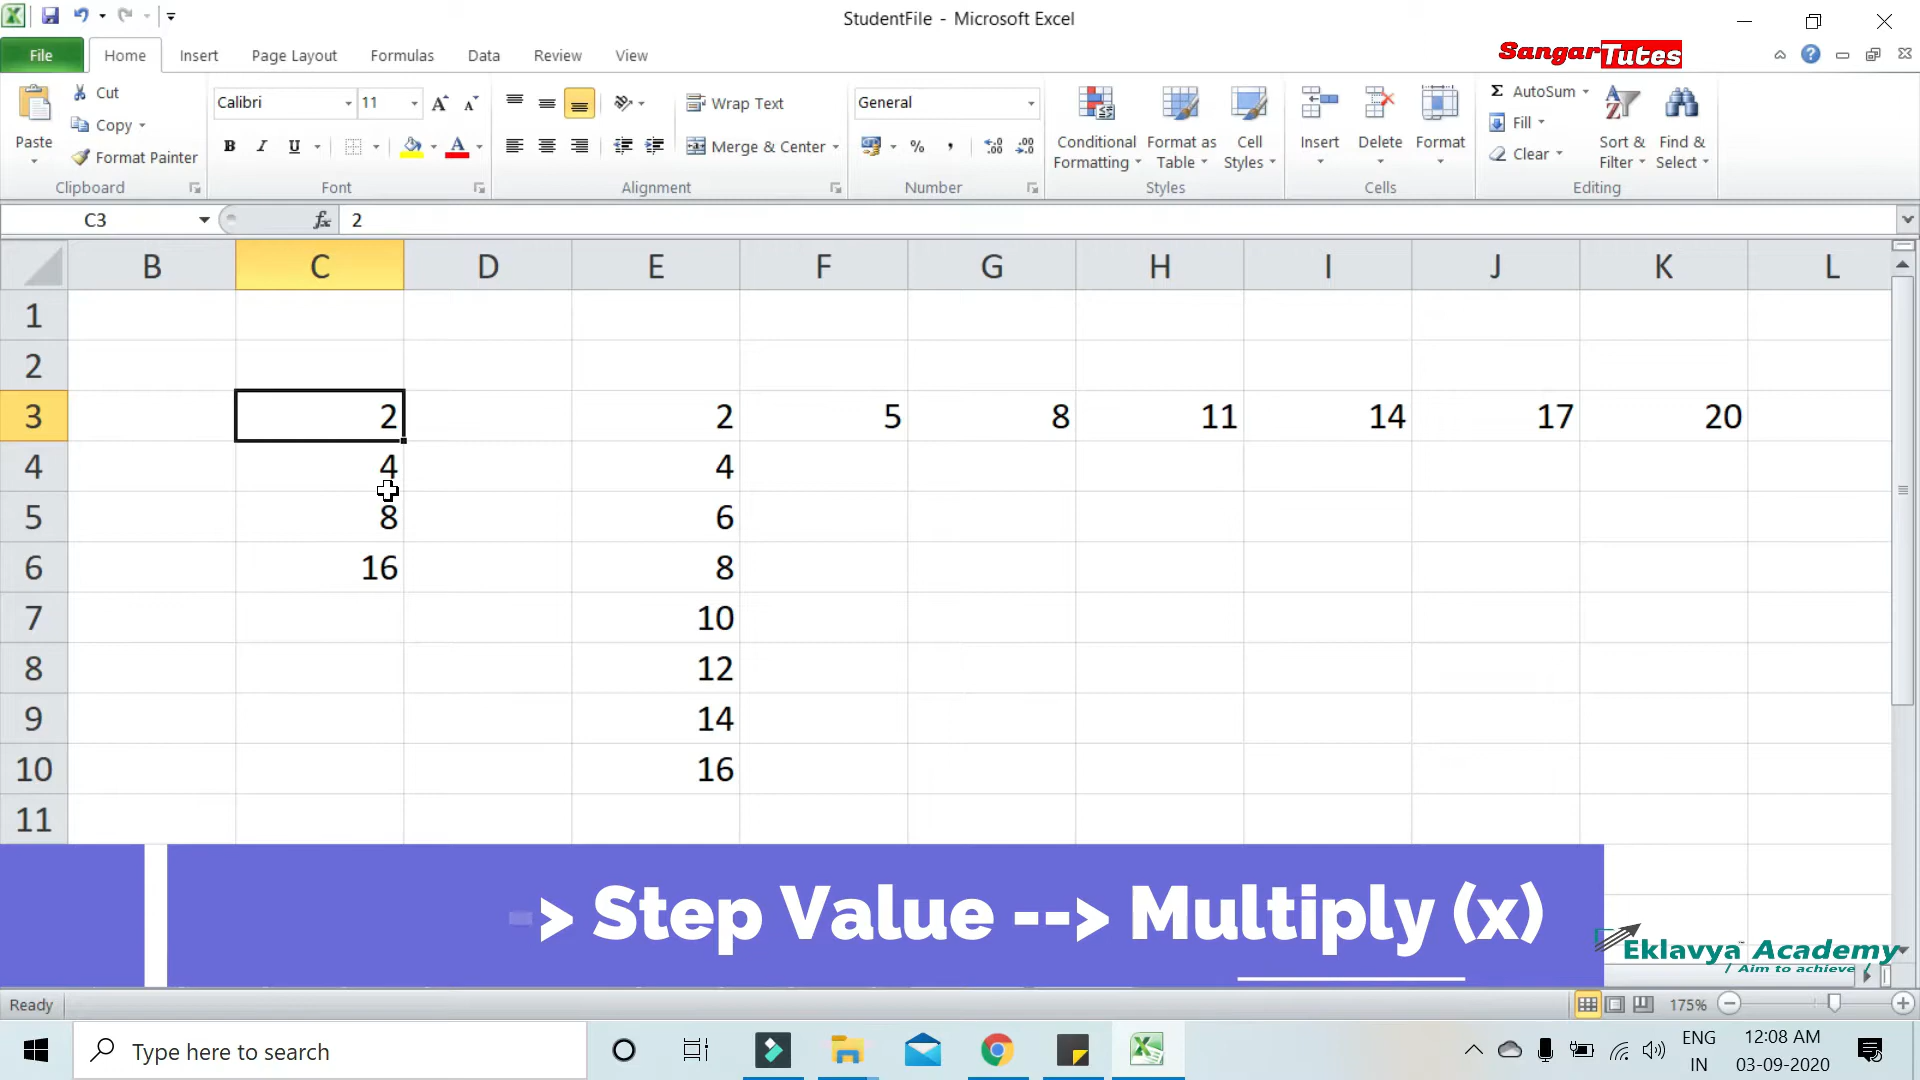 StudentFile - Microsoft Excel
File Home Insert Page Layout Formulas Data Review View
SangarTutes
Paste
Cut
Copy
Format Painter
Clipboard
Calibri 11
B I U
Font
Wrap Text
Merge & Center
Alignment
General
Number
Conditional Formatting
Format as Table
Cell Styles
Styles
Insert Delete Format
Cells
AutoSum
Fill
Clear
Sort & Filter
Find & Select
Editing
C3 fx 2
B C D E F G H I J K L
1
2
3 2 2 5 8 11 14 17 20
4 4 4
5 8 6
6 16 8
7 10
8 12
9 14
10 16
11
-> Step Value --> Multiply (x)
Eklavya Academy
Aim to achieve
Ready 175%
Type here to search
ENG
IN
12:08 AM
03-09-2020